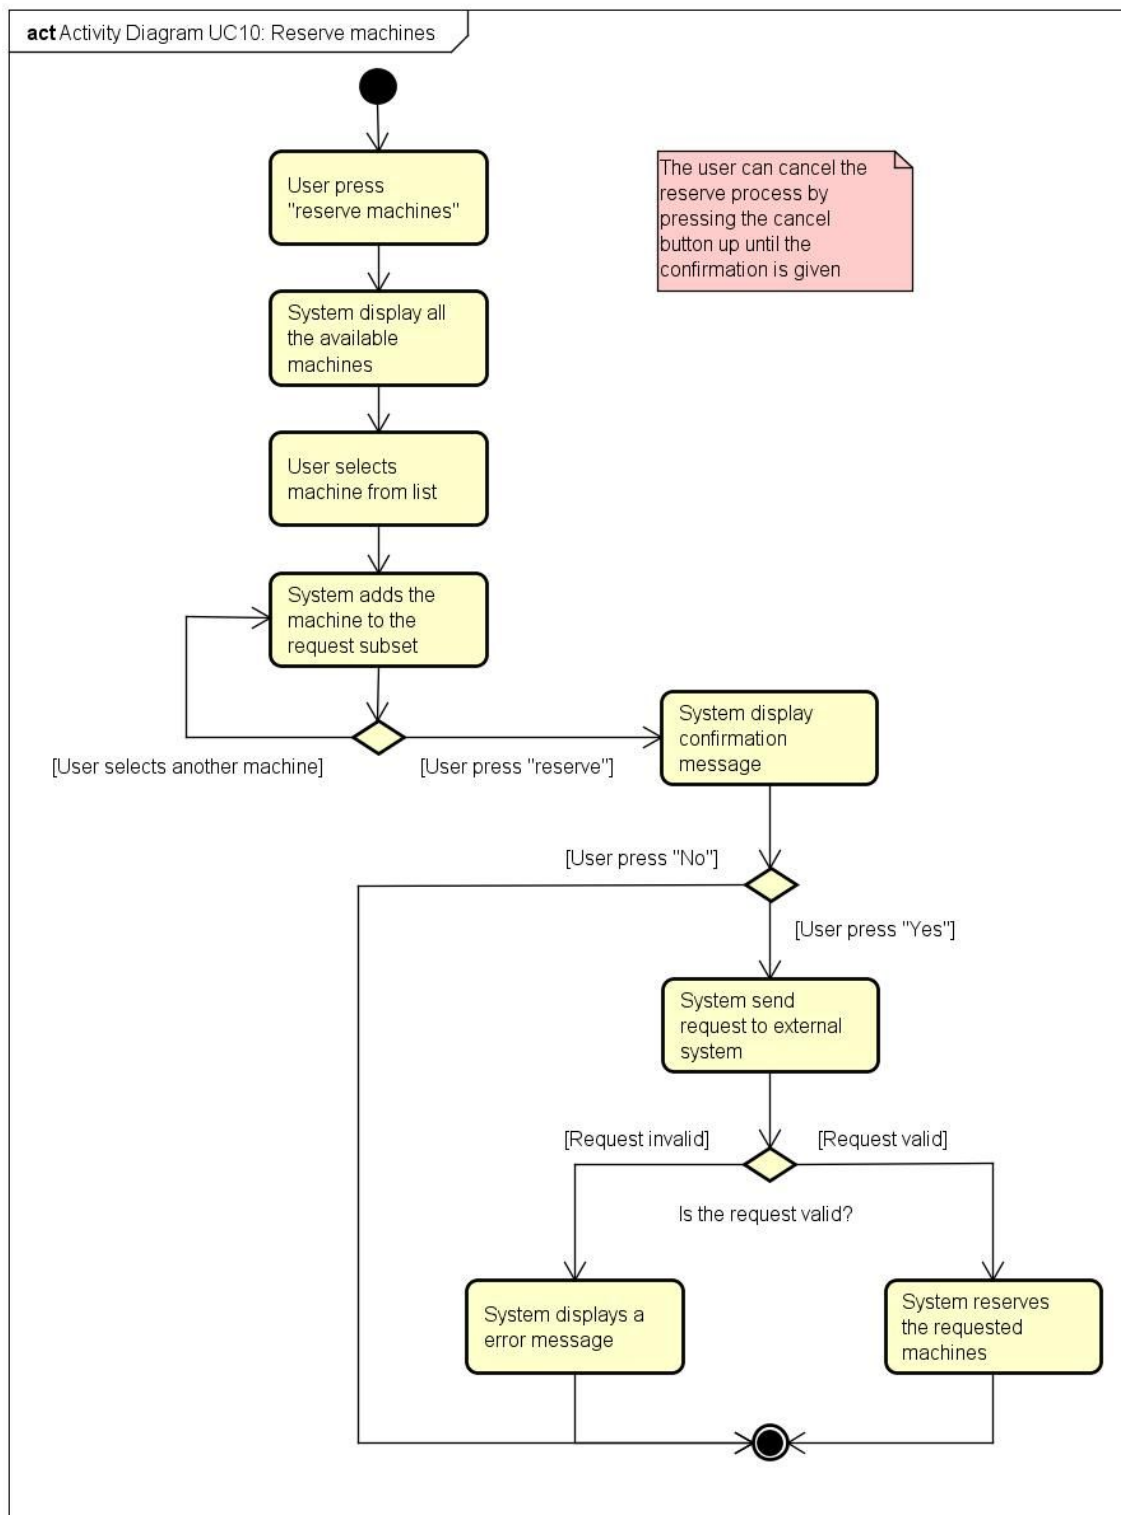 act Activity Diagram UC10: Reserve machines
User press
"reserve machines"
The user can cancel the
reserve process by
pressing the cancel
button up until the
confirmation is given
System display all
the available
machines
User selects
machine from list
System adds the
machine to the
request subset
System display
confirmation
message
[User selects another machine]
[User press "reserve"]
[User press "No"]
[User press "Yes"]
System send
request to external
system
[Request invalid]
[Request valid]
Is the request valid?
System displays a
error message
System reserves
the requested
machines